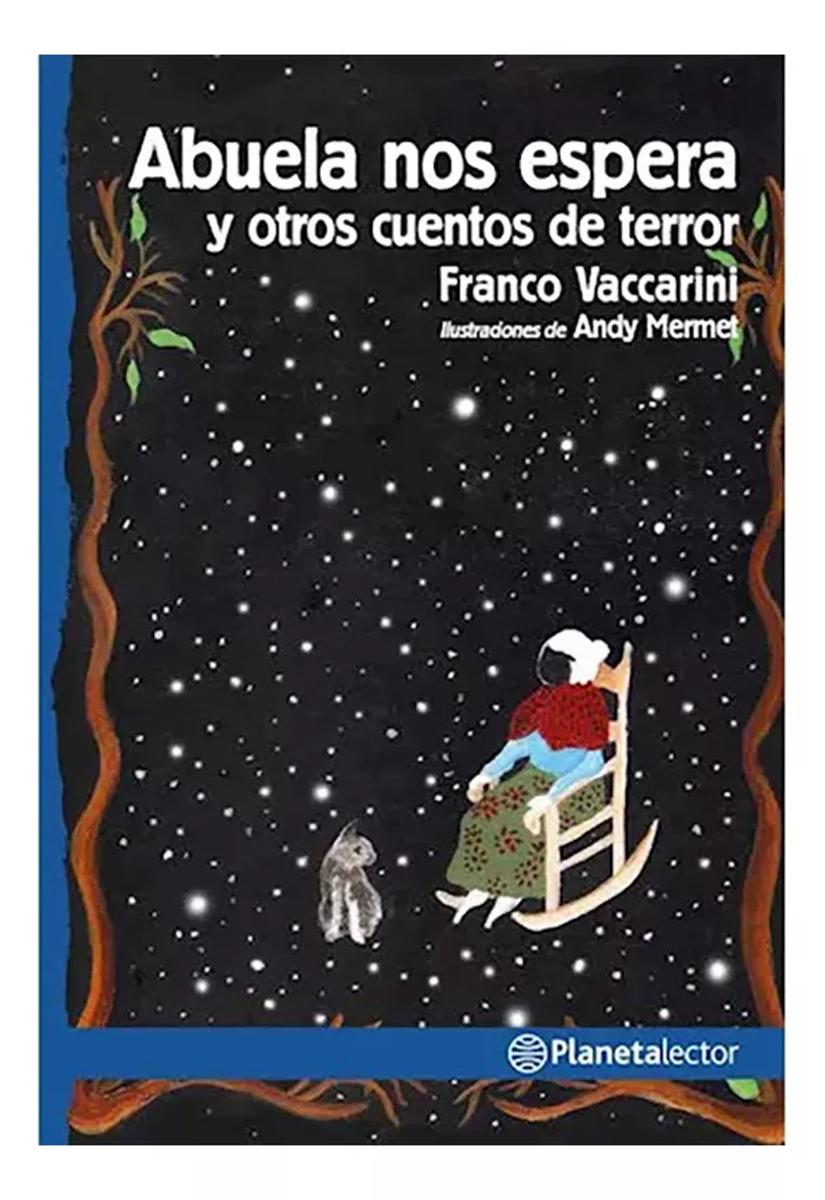 Abuela nos espera
y otros cuentos de terror
Franco Vaccarini
Ilustraciones de Andy Mermet
Planetalector